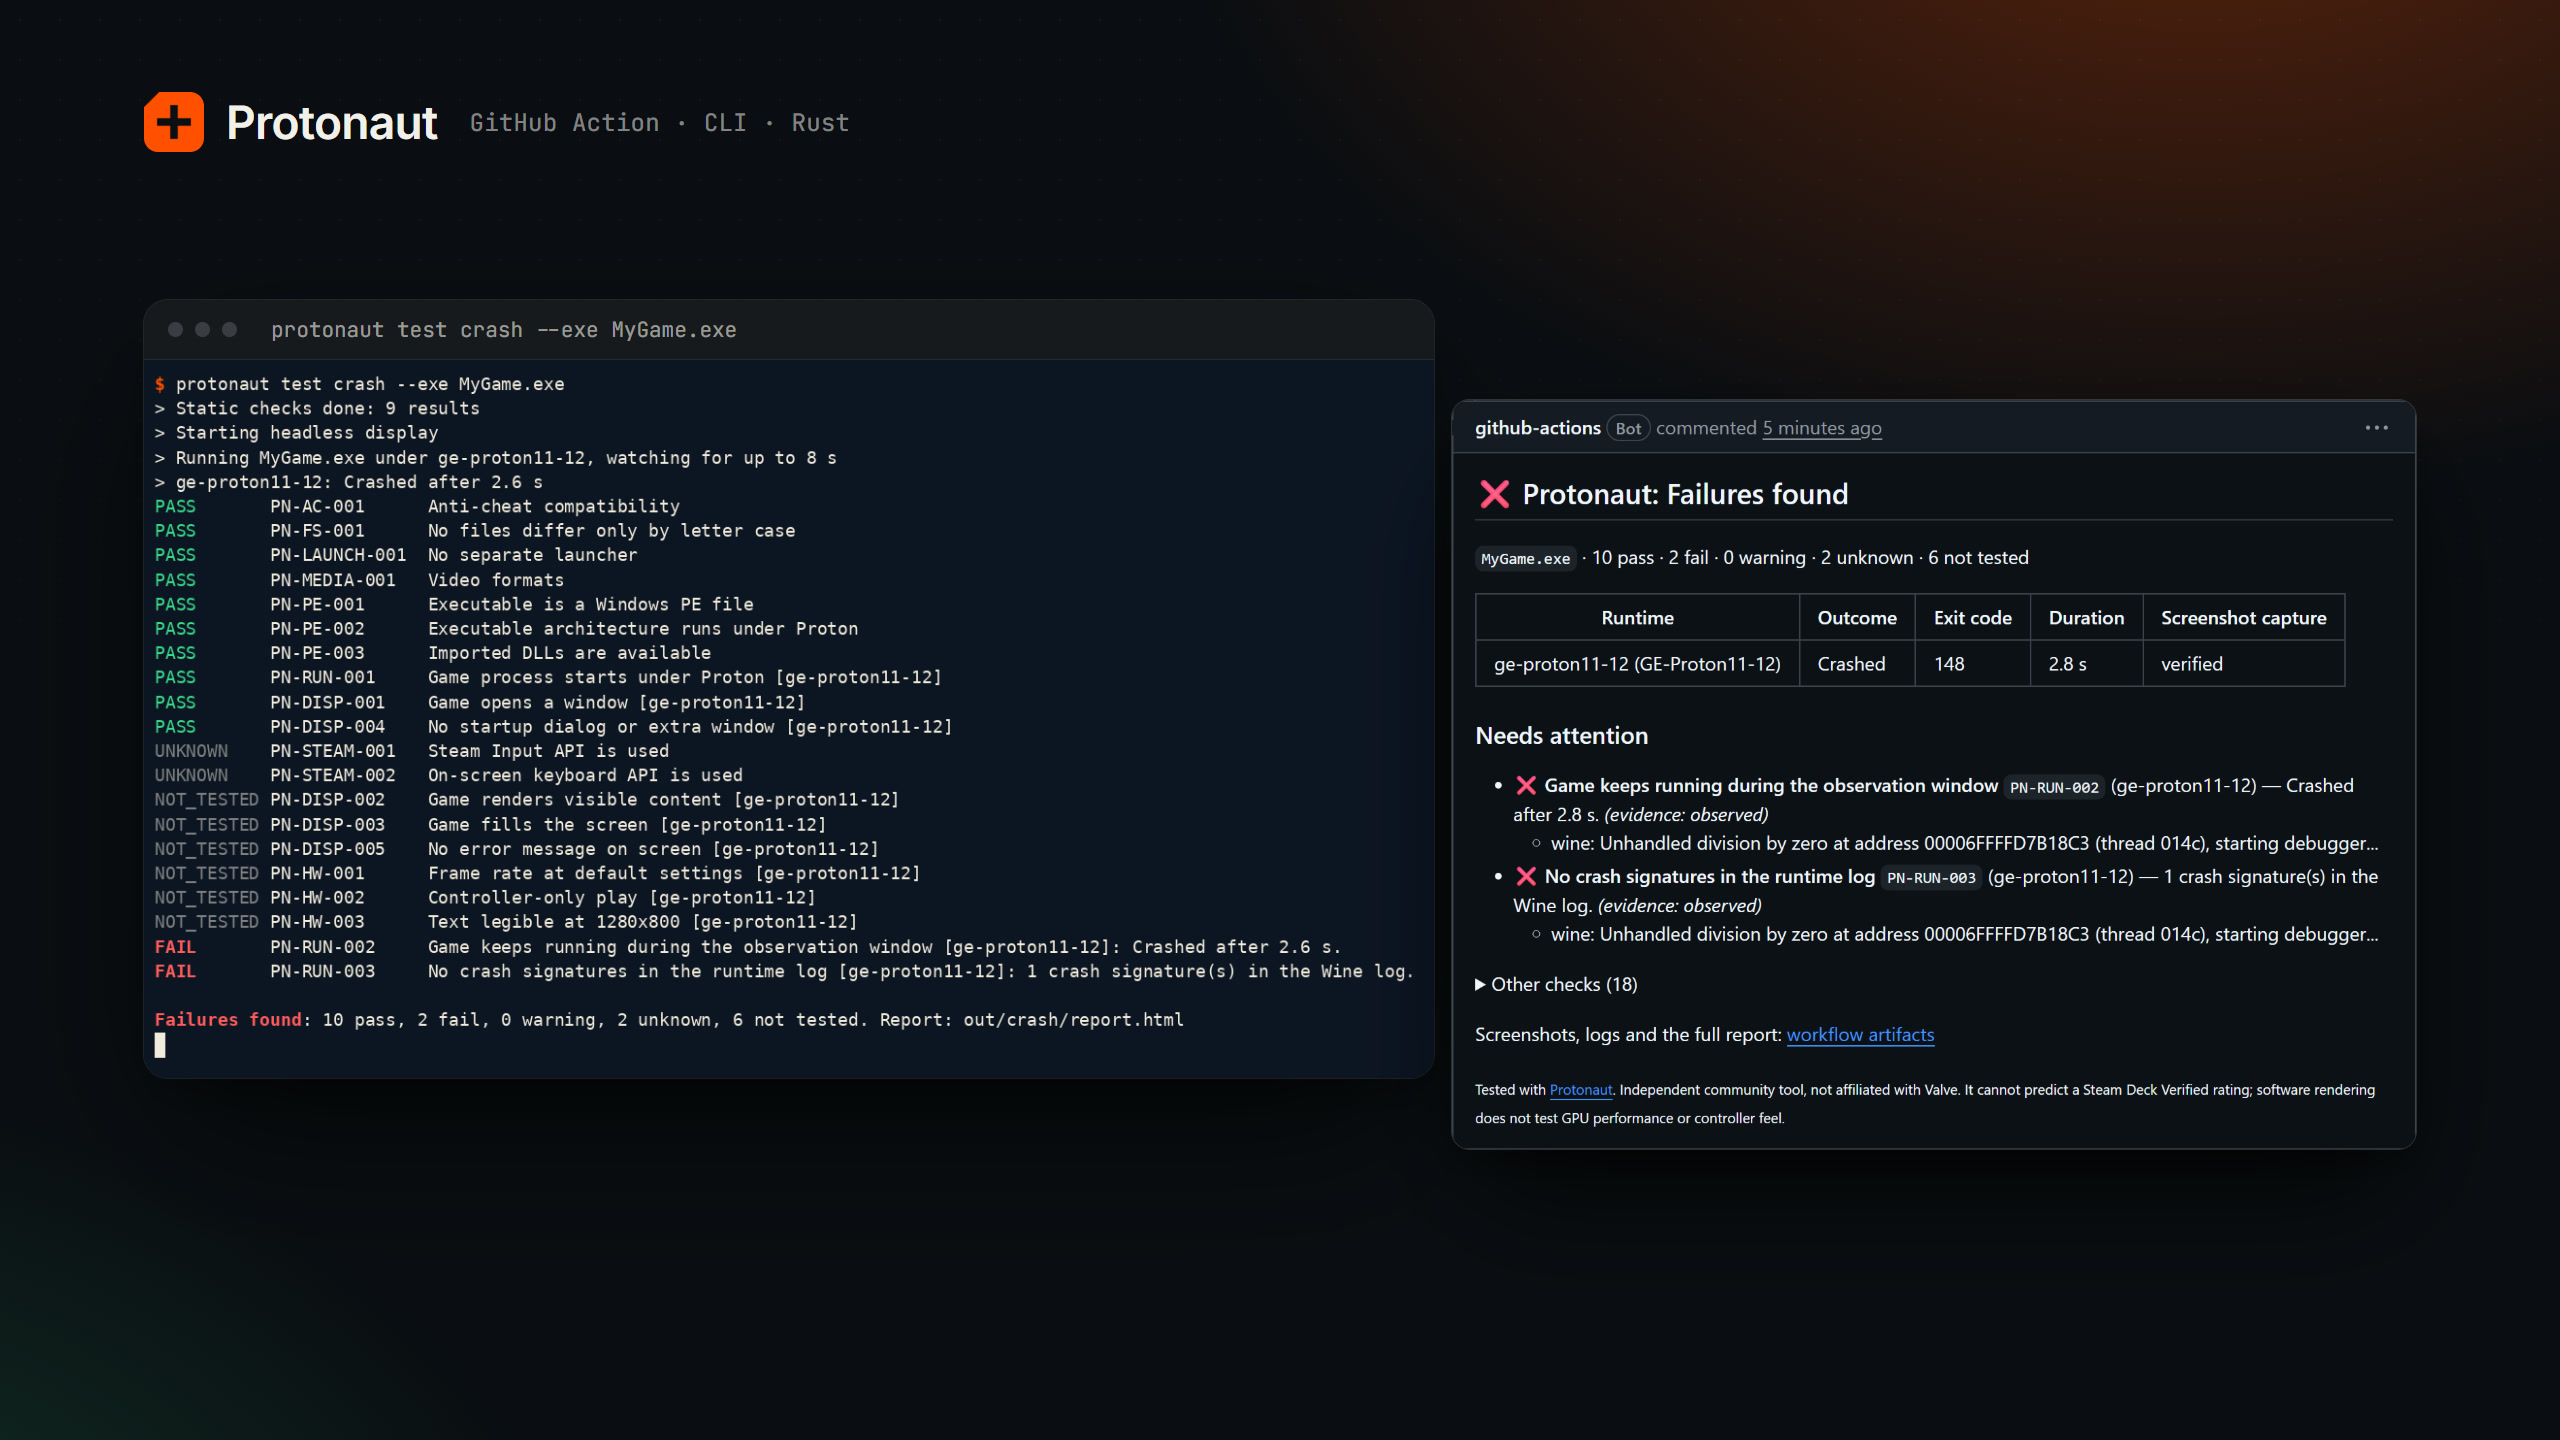 Protonaut GitHub Action · CLI · Rust
protonaut test crash --exe MyGame.exe
$ protonaut test crash --exe MyGame.exe
> Static checks done: 9 results
> Starting headless display
> Running MyGame.exe under ge-proton11-12, watching for up to 8 s
> ge-proton11-12: Crashed after 2.6 s
PASS PN-AC-001 Anti-cheat compatibility
PASS PN-FS-001 No files differ only by letter case
PASS PN-LAUNCH-001 No separate launcher
PASS PN-MEDIA-001 Video formats
PASS PN-PE-001 Executable is a Windows PE file
PASS PN-PE-002 Executable architecture runs under Proton
PASS PN-PE-003 Imported DLLs are available
PASS PN-RUN-001 Game process starts under Proton [ge-proton11-12]
PASS PN-DISP-001 Game opens a window [ge-proton11-12]
PASS PN-DISP-004 No startup dialog or extra window [ge-proton11-12]
UNKNOWN PN-STEAM-001 Steam Input API is used
UNKNOWN PN-STEAM-002 On-screen keyboard API is used
NOT_TESTED PN-DISP-002 Game renders visible content [ge-proton11-12]
NOT_TESTED PN-DISP-003 Game fills the screen [ge-proton11-12]
NOT_TESTED PN-DISP-005 No error message on screen [ge-proton11-12]
NOT_TESTED PN-HW-001 Frame rate at default settings [ge-proton11-12]
NOT_TESTED PN-HW-002 Controller-only play [ge-proton11-12]
NOT_TESTED PN-HW-003 Text legible at 1280x800 [ge-proton11-12]
FAIL PN-RUN-002 Game keeps running during the observation window [ge-proton11-12]: Crashed after 2.6 s.
FAIL PN-RUN-003 No crash signatures in the runtime log [ge-proton11-12]: 1 crash signature(s) in the Wine log.
Failures found: 10 pass, 2 fail, 0 warning, 2 unknown, 6 not tested. Report: out/crash/report.html
github-actions Bot commented 5 minutes ago
❌ Protonaut: Failures found
MyGame.exe · 10 pass · 2 fail · 0 warning · 2 unknown · 6 not tested
Runtime Outcome Exit code Duration Screenshot capture
ge-proton11-12 (GE-Proton11-12) Crashed 148 2.8 s verified
Needs attention
• ❌ Game keeps running during the observation window PN-RUN-002 (ge-proton11-12) — Crashed
after 2.8 s. (evidence: observed)
○ wine: Unhandled division by zero at address 00006FFFFD7B18C3 (thread 014c), starting debugger...
• ❌ No crash signatures in the runtime log PN-RUN-003 (ge-proton11-12) — 1 crash signature(s) in the
Wine log. (evidence: observed)
○ wine: Unhandled division by zero at address 00006FFFFD7B18C3 (thread 014c), starting debugger...
▶ Other checks (18)
Screenshots, logs and the full report: workflow artifacts
Tested with Protonaut. Independent community tool, not affiliated with Valve. It cannot predict a Steam Deck Verified rating; software rendering
does not test GPU performance or controller feel.